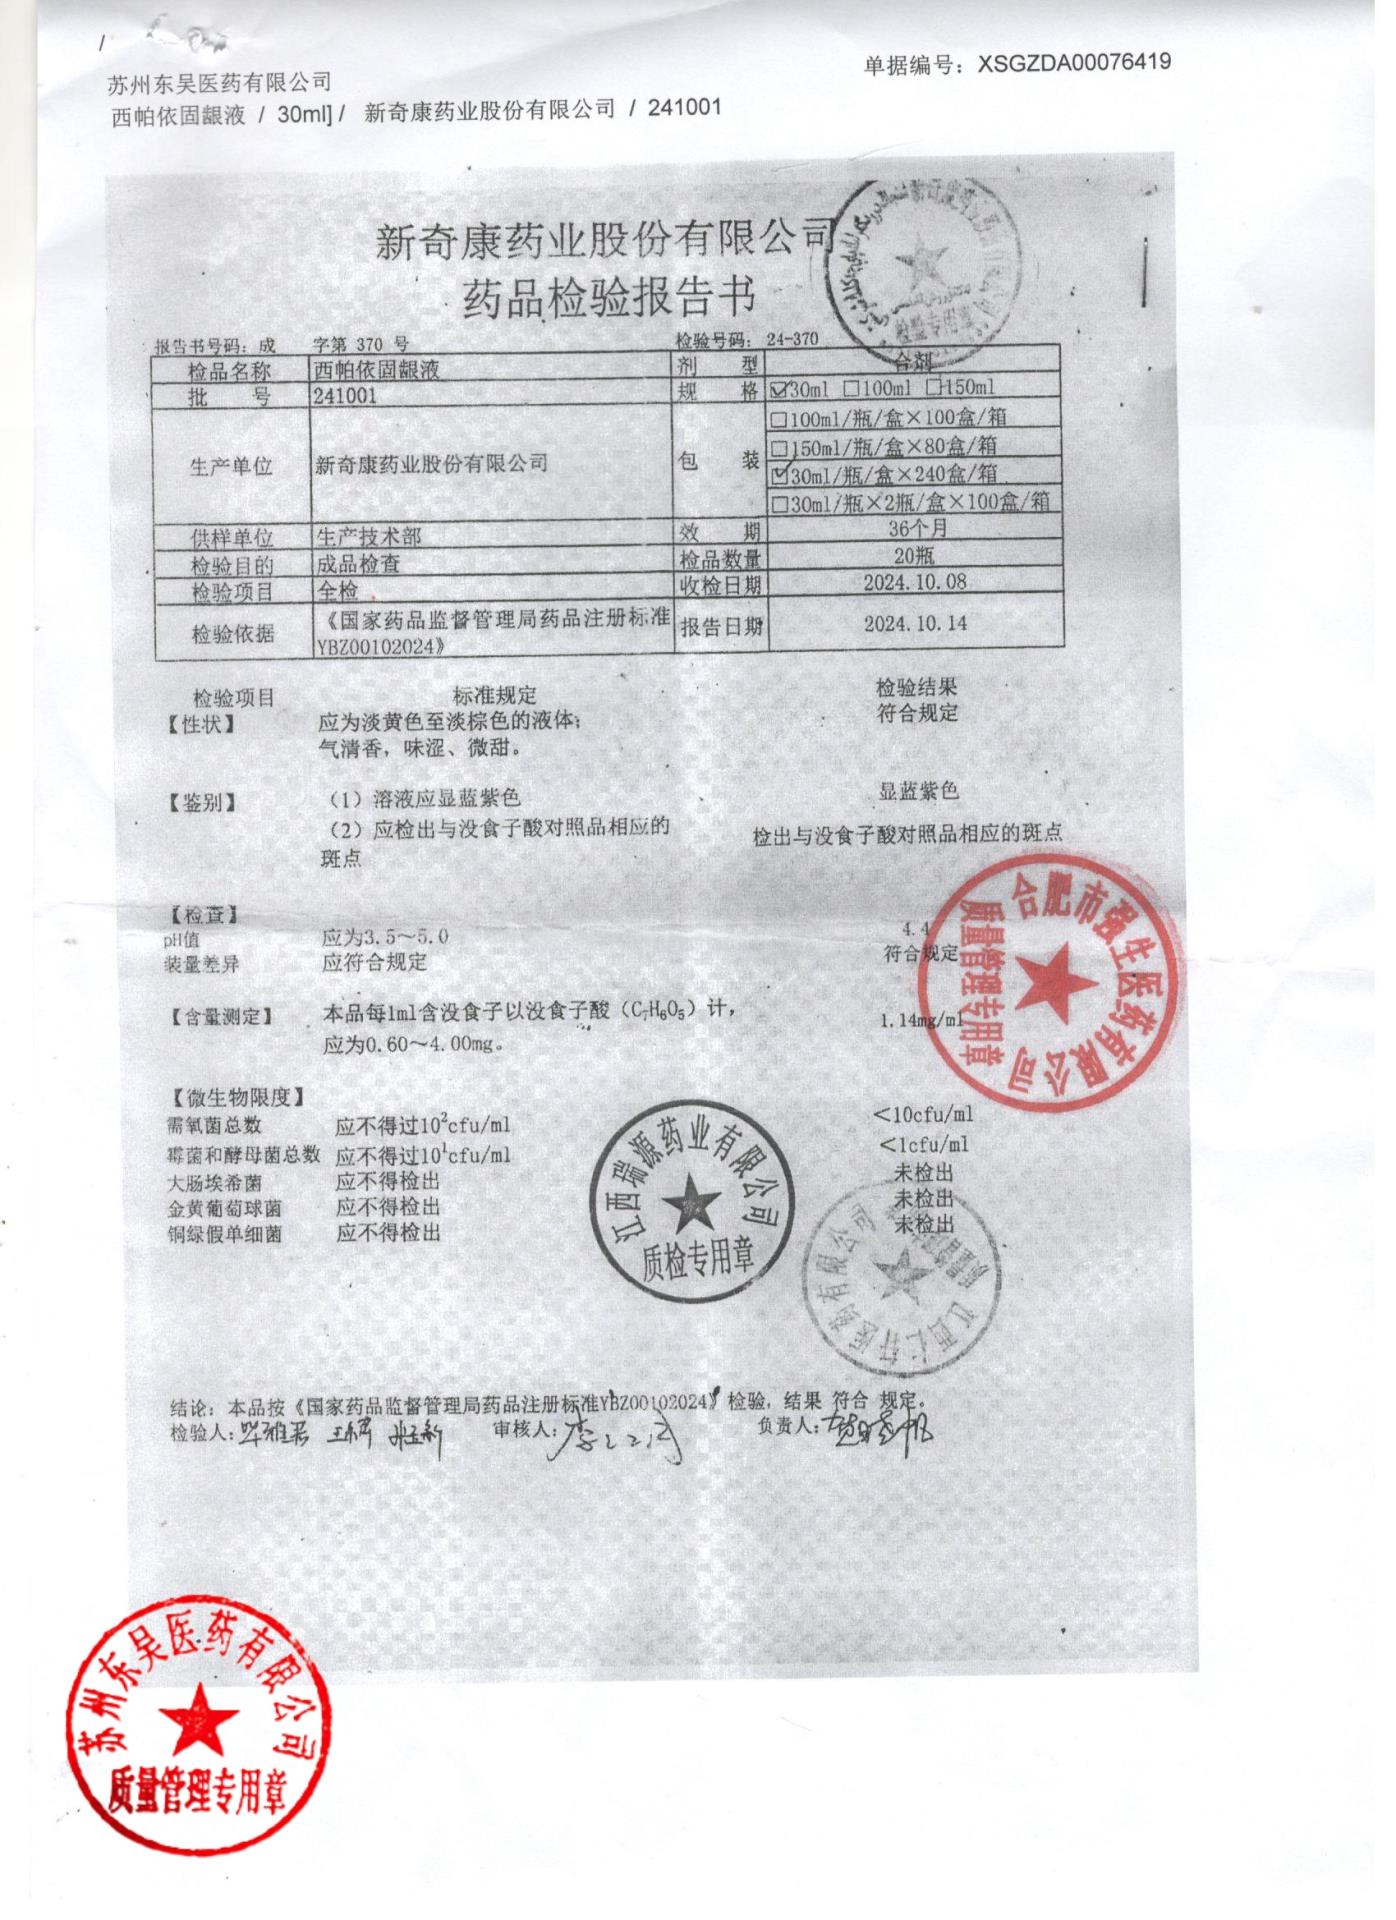 单据编号：XSGZDA00076419
苏州东吴医药有限公司
西帕依固龈液 / 30ml] / 新奇康药业股份有限公司 / 241001
新奇康药业股份有限公司
药品检验报告书
报告书号码：成 字第 370 号 检验号码： 24-370
检品名称 西帕依固龈液 剂 型 合剂
批 号 241001 规 格 ☑30ml □100ml □150ml
生产单位 新奇康药业股份有限公司 包 装
□100ml/瓶/盒×100盒/箱
□150ml/瓶/盒×80盒/箱
☑30ml/瓶/盒×240盒/箱
□30ml/瓶×2瓶/盒×100盒/箱
供样单位 生产技术部 效 期 36个月
检验目的 成品检查 检品数量 20瓶
检验项目 全检 收检日期 2024.10.08
检验依据 《国家药品监督管理局药品注册标准 报告日期 2024.10.14
YBZ00102024》
检验项目 标准规定 检验结果
【性状】 应为淡黄色至淡棕色的液体； 符合规定
气清香，味涩、微甜。
【鉴别】 （1）溶液应显蓝紫色 显蓝紫色
（2）应检出与没食子酸对照品相应的 检出与没食子酸对照品相应的斑点
斑点
【检查】
pH值 应为3.5～5.0 4.4
装量差异 应符合规定 符合规定
【含量测定】 本品每1ml含没食子以没食子酸（C₇H₆O₅）计， 1.14mg/ml
应为0.60～4.00mg。
【微生物限度】
需氧菌总数 应不得过10²cfu/ml <10cfu/ml
霉菌和酵母菌总数 应不得过10¹cfu/ml <1cfu/ml
大肠埃希菌 应不得检出 未检出
金黄葡萄球菌 应不得检出 未检出
铜绿假单细菌 应不得检出 未检出
结论：本品按《国家药品监督管理局药品注册标准YBZ00102024》检验，结果 符合 规定。
检验人： 审核人： 负责人：
检验专用章
合肥市强生医药有限公司
质量管理专用章
江西瑞源药业有限公司
质检专用章
江西仁轩医药有限公司
苏州东吴医药有限公司
质量管理专用章